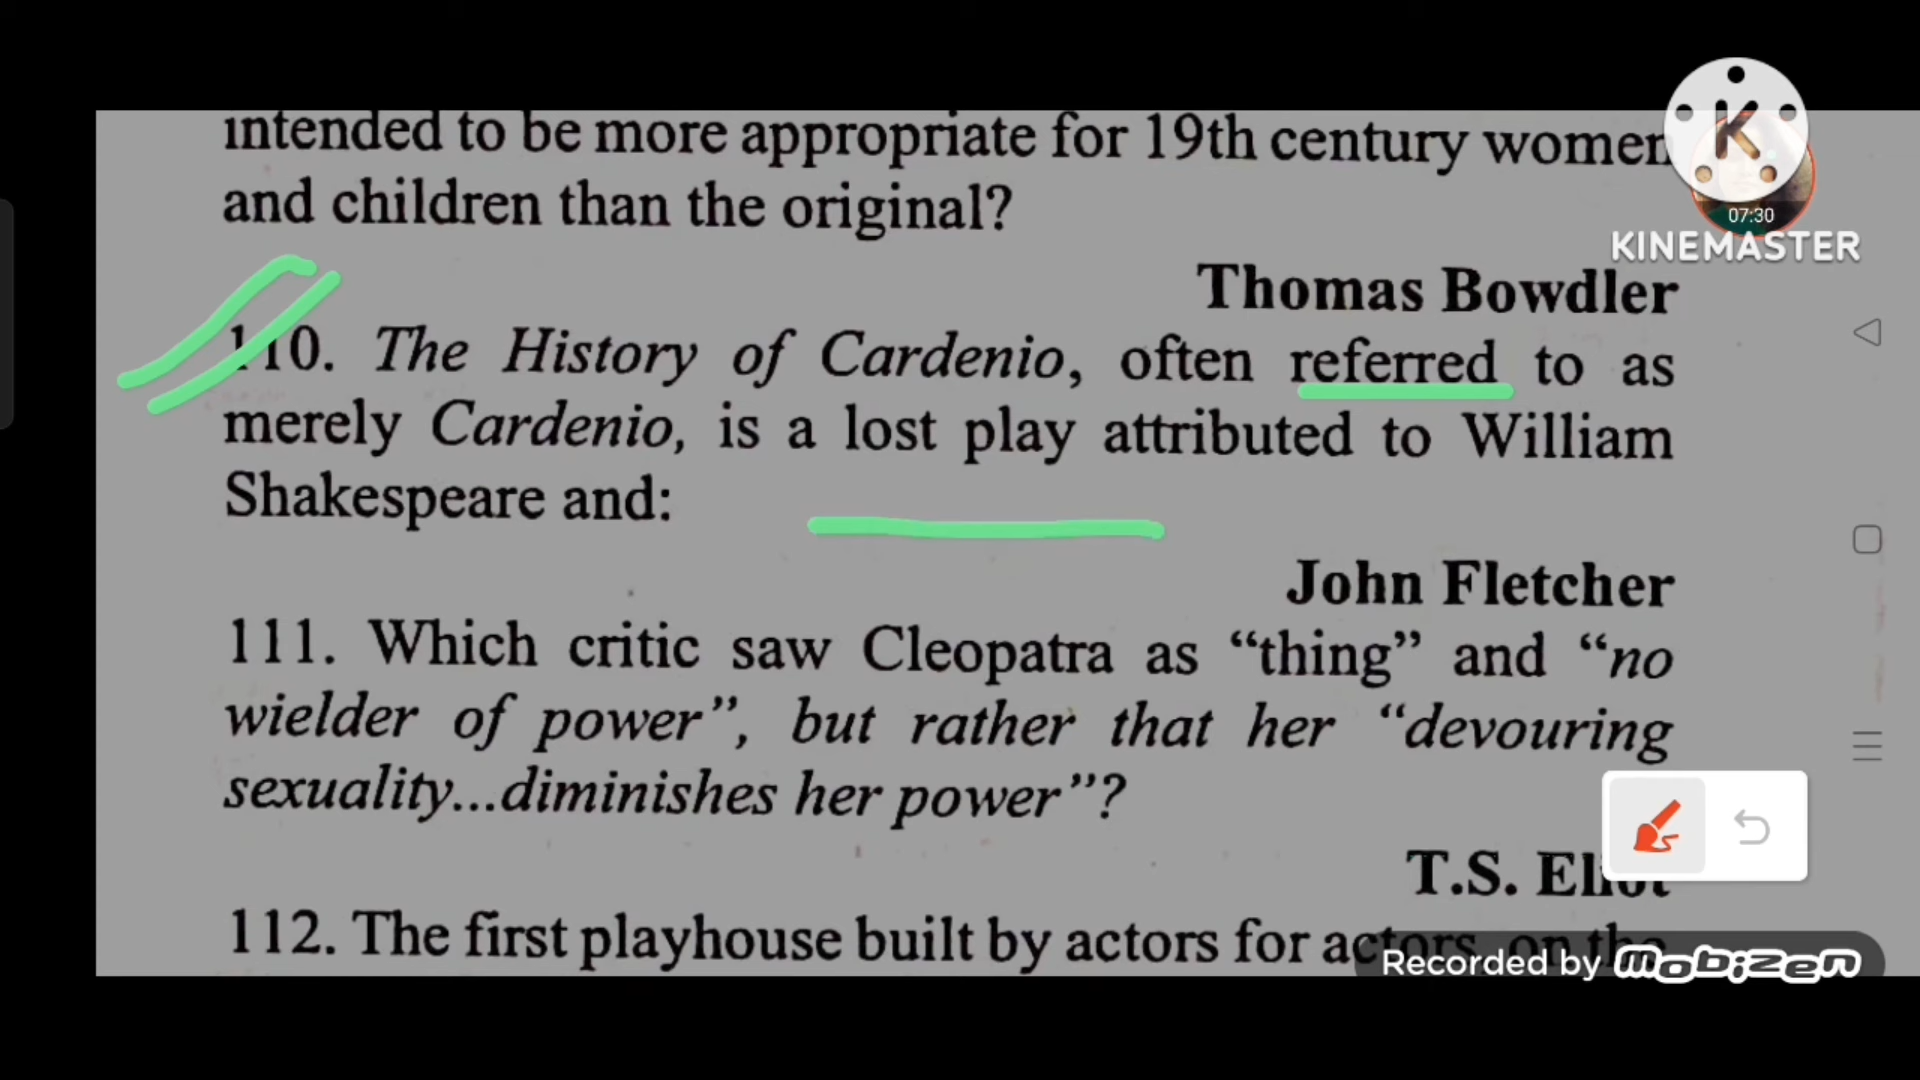 intended to be more appropriate for 19th century women
and children than the original?
07:30
KINEMASTER
Thomas Bowdler
110. The History of Cardenio, often referred to as
merely Cardenio, is a lost play attributed to William
Shakespeare and:
John Fletcher
111. Which critic saw Cleopatra as “thing” and “no
wielder of power”, but rather that her “devouring
sexuality...diminishes her power”?
T.S. Eliot
112. The first playhouse built by actors for actors, on the
Recorded by mobizen